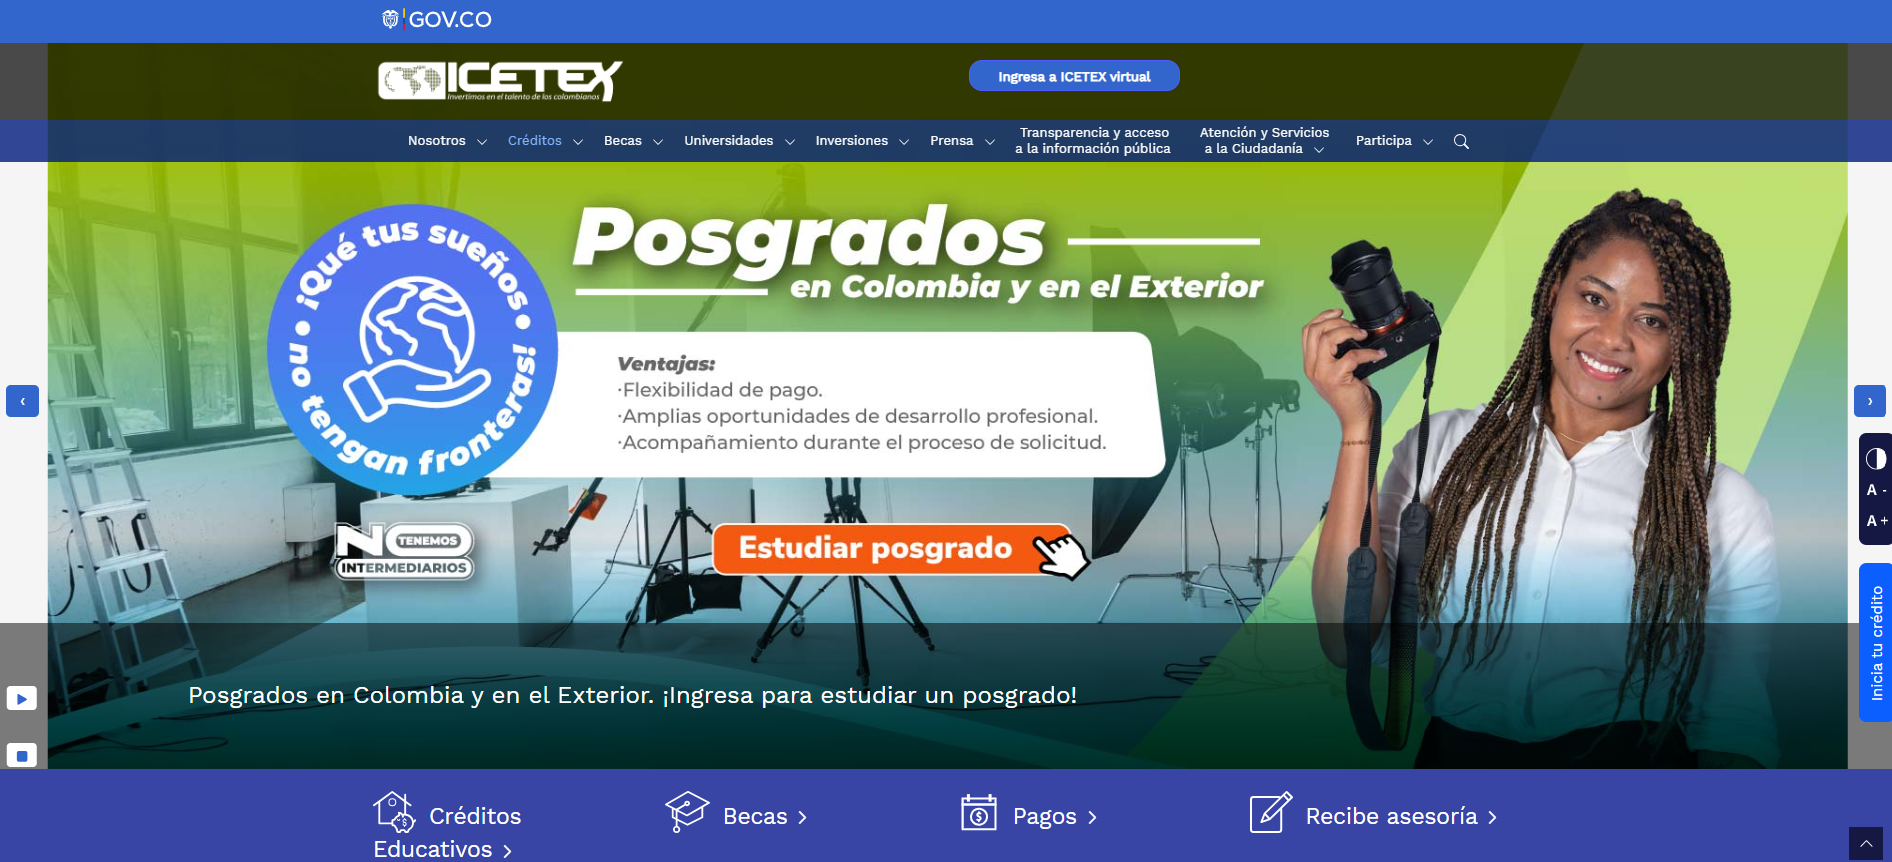 GOV.CO
ICETEX
Invertimos en el talento de los colombianos
Ingresa a ICETEX virtual
Nosotros
Créditos
Becas
Universidades
Inversiones
Prensa
Transparencia y acceso
a la información pública
Atención y Servicios
a la Ciudadanía
Participa
¡Qué tus sueños
no tengan fronteras!
Posgrados
en Colombia y en el Exterior
Ventajas:
·Flexibilidad de pago.
·Amplias oportunidades de desarrollo profesional.
·Acompañamiento durante el proceso de solicitud.
‹
›
A -
A +
NO TENEMOS
INTERMEDIARIOS
Estudiar posgrado
Inicia tu crédito
Posgrados en Colombia y en el Exterior. ¡Ingresa para estudiar un posgrado!
Créditos
Educativos >
Becas >
Pagos >
Recibe asesoría >